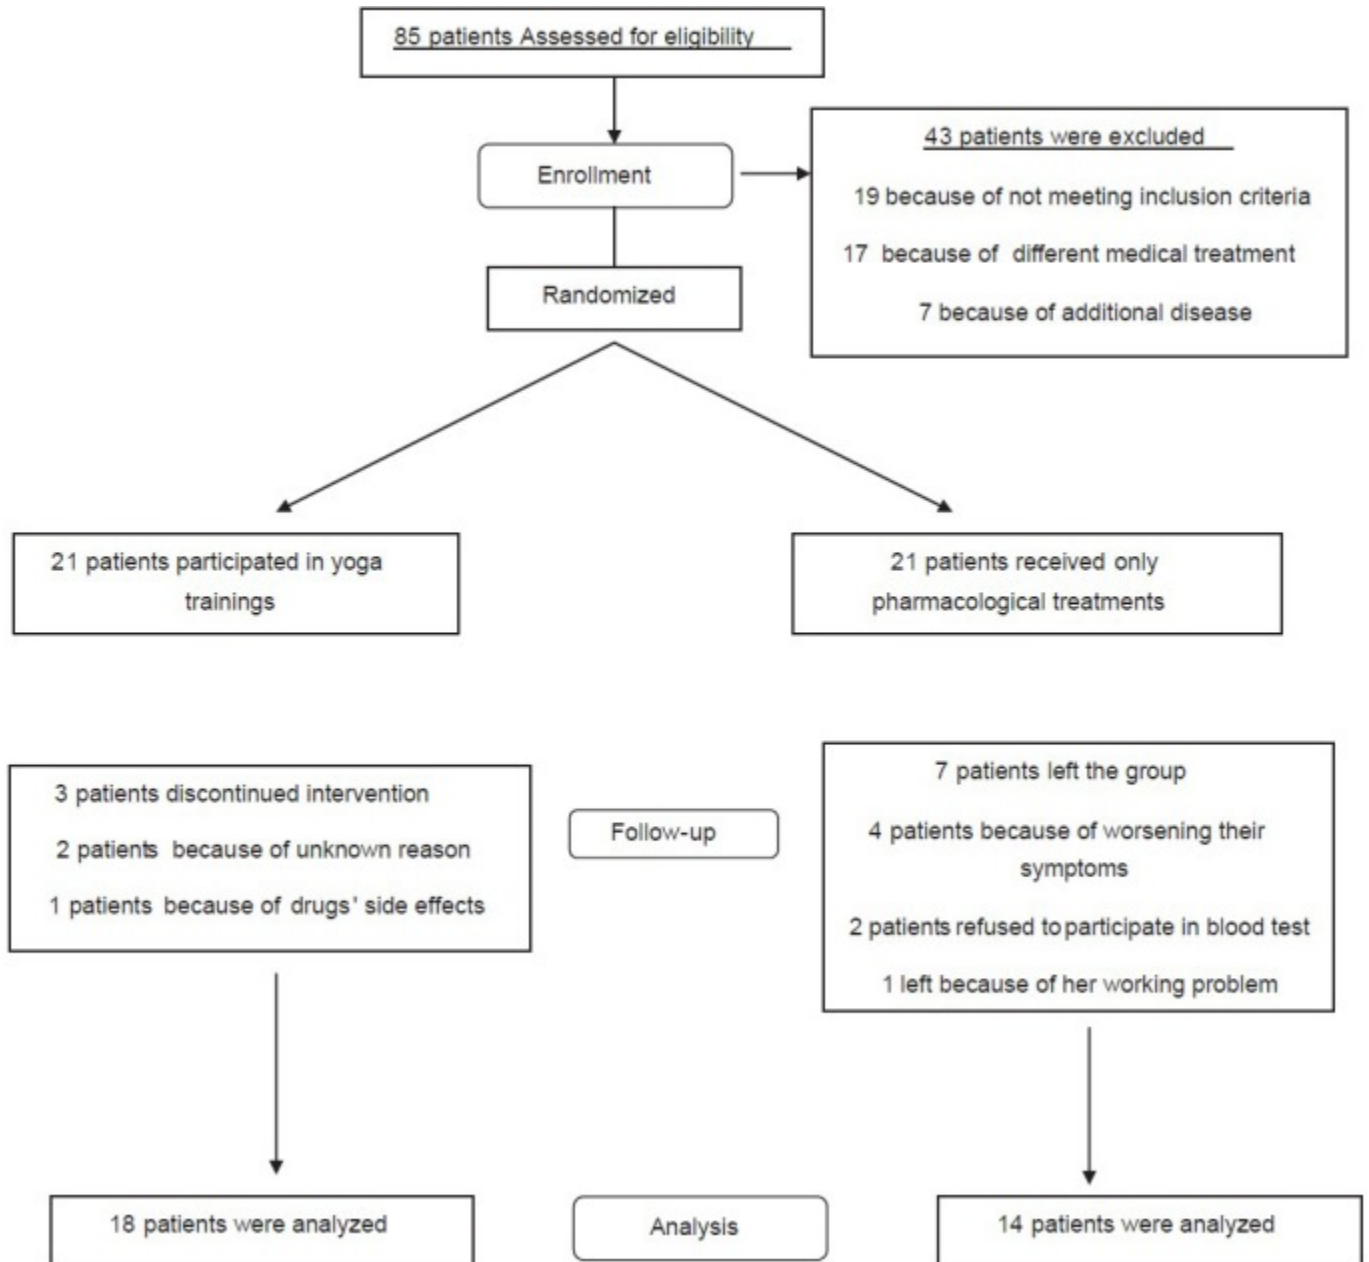 85 patients Assessed for eligibility
Enrollment
43 patients were excluded
19 because of not meeting inclusion criteria
17 because of different medical treatment
7 because of additional disease
Randomized
21 patients participated in yoga
trainings
21 patients received only
pharmacological treatments
3 patients discontinued intervention
2 patients because of unknown reason
1 patients because of drugs' side effects
Follow-up
7 patients left the group
4 patients because of worsening their
symptoms
2 patients refused to participate in blood test
1 left because of her working problem
18 patients were analyzed
Analysis
14 patients were analyzed